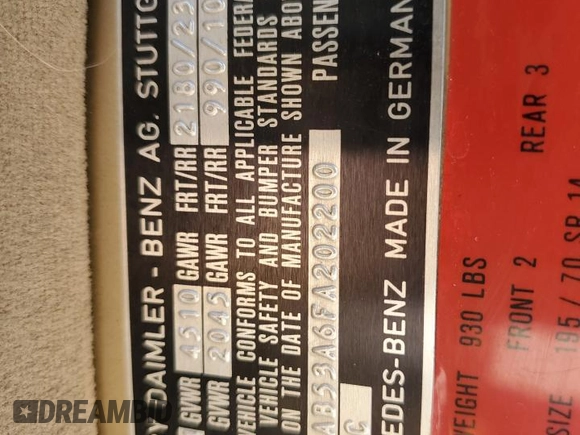 DAIMLER - BENZ AG. STUTTG
GVWR 4510 GAWR FRT/RR 2180/23
GVWR 2045 GAWR FRT/RR 990/10
VEHICLE CONFORMS TO ALL APPLICABLE FEDERA
VEHICLE SAFETY AND BUMPER STANDARDS
ON THE DATE OF MANUFACTURE SHOWN ABO
AB53A6FA202200 PASSEN
C
EDES-BENZ MADE IN GERMAN
WEIGHT 930 LBS
FRONT 2 REAR 3
SIZE 195 / 70 SR 14
DREAMBID